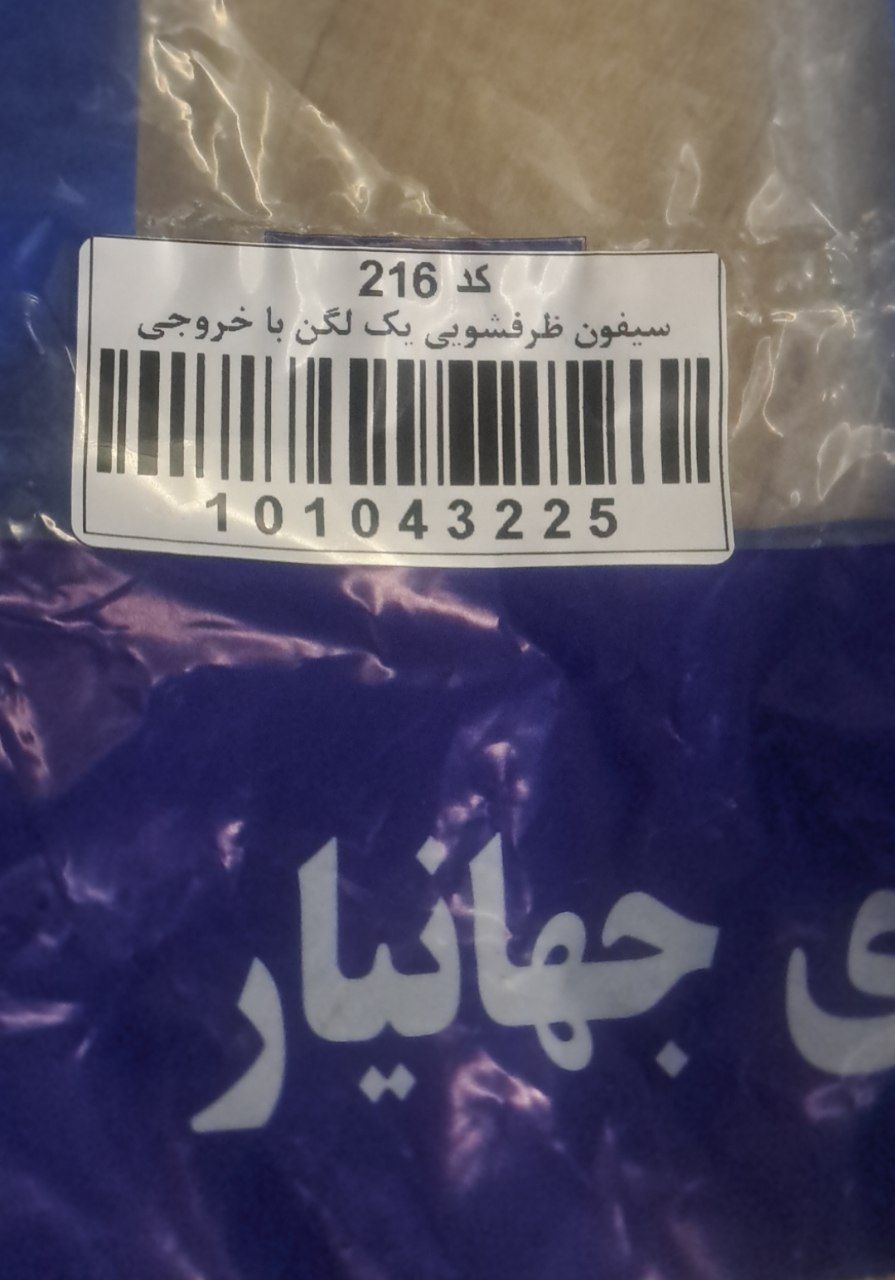 کد 216
سیفون ظرفشویی یک لگن با خروجی
101043225
ی جهانیار